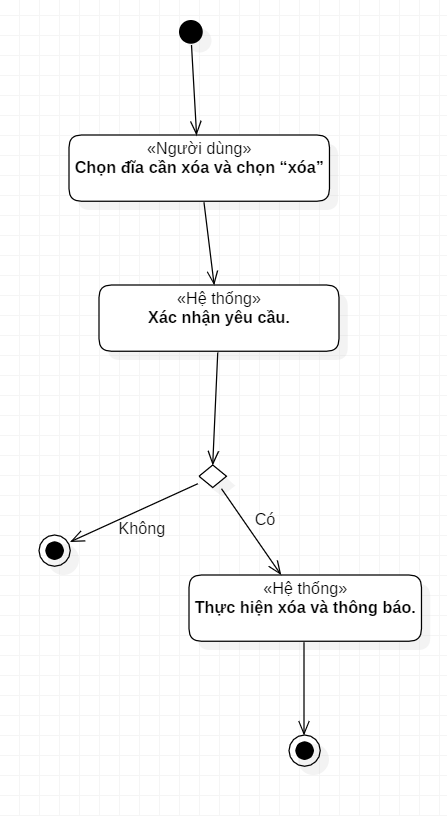 «Người dùng»
Chọn đĩa cần xóa và chọn “xóa”
«Hệ thống»
Xác nhận yêu cầu.
Không
Có
«Hệ thống»
Thực hiện xóa và thông báo.